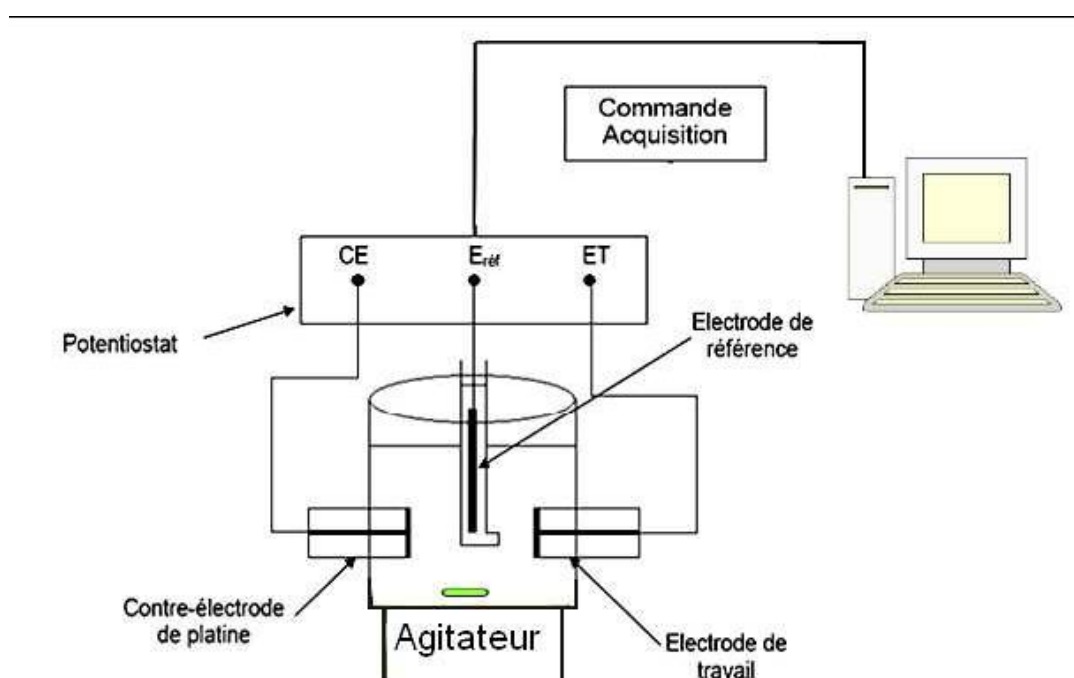 Commande
Acquisition
CE
Eréf
ET
Potentiostat
Electrode de
référence
Contre-électrode
de platine
Agitateur
Electrode de
travail